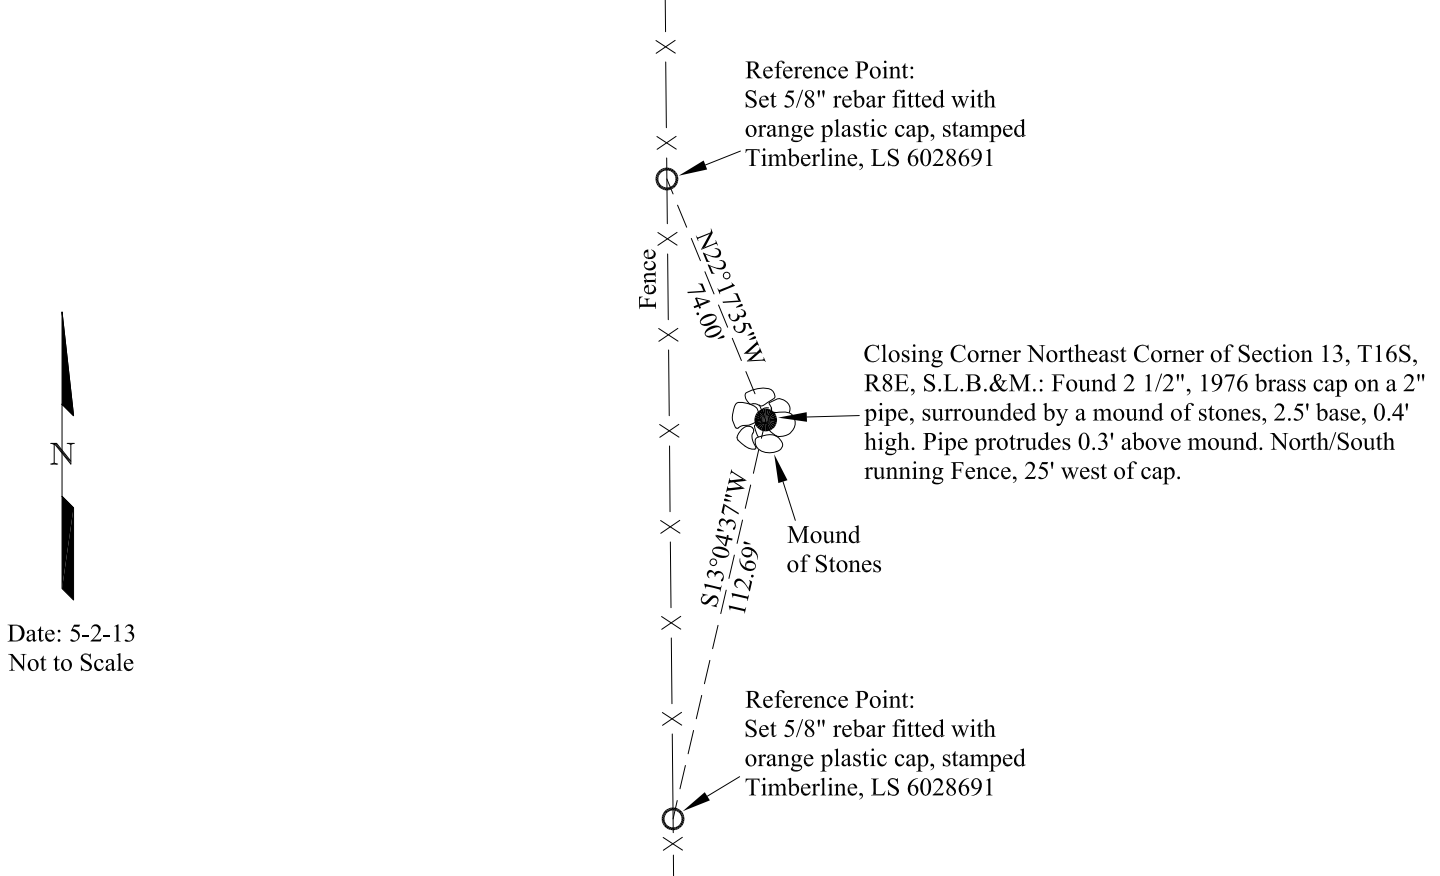 Reference Point:
Set 5/8" rebar fitted with
orange plastic cap, stamped
Timberline, LS 6028691
Fence
N22°17'35"W
74.00'
Closing Corner Northeast Corner of Section 13, T16S,
R8E, S.L.B.&M.: Found 2 1/2", 1976 brass cap on a 2"
pipe, surrounded by a mound of stones, 2.5' base, 0.4'
high. Pipe protrudes 0.3' above mound. North/South
running Fence, 25' west of cap.
N
S13°04'37"W
112.69'
Mound
of Stones
Date: 5-2-13
Not to Scale
Reference Point:
Set 5/8" rebar fitted with
orange plastic cap, stamped
Timberline, LS 6028691